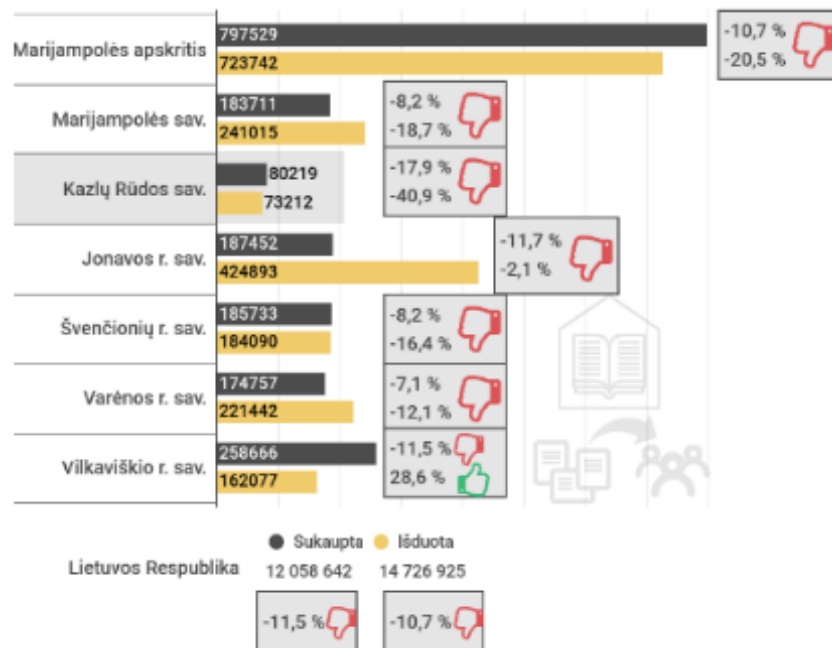 797529
-10,7 %
Marijampolės apskritis
723742
-20,5 %
183711
-8,2 %
Marijampolės sav.
241015
-18,7 %
80219
-17,9 %
Kazlų Rūdos sav.
73212
-40,9 %
187452
-11,7 %
Jonavos r. sav.
424893
-2,1 %
185733
-8,2 %
Švenčionių r. sav.
184090
-16,4 %
174757
-7,1 %
Varėnos r. sav.
221442
-12,1 %
258666
-11,5 %
Vilkaviškio r. sav.
162077
28,6 %
Sukaupta Išduota
Lietuvos Respublika 12 058 642 14 726 925
-11,5 % -10,7 %